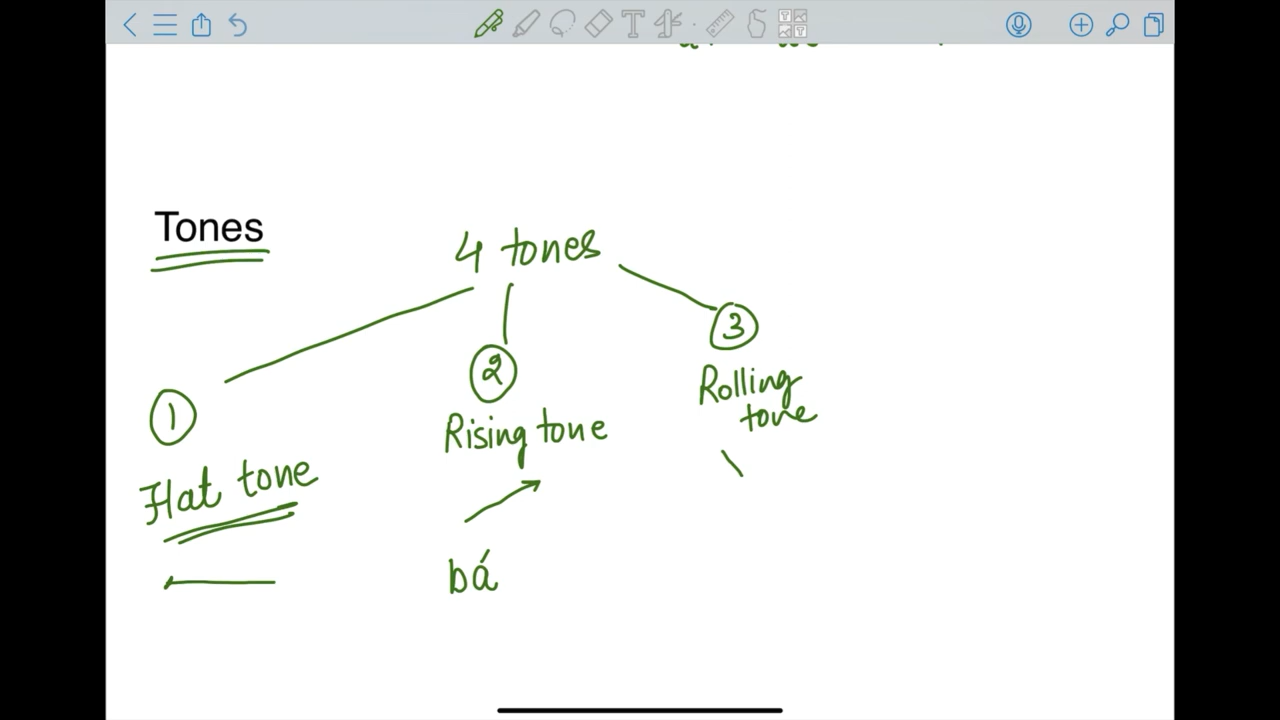 Tones
4 tones
1
Flat tone
2
Rising tone
bá
3
Rolling
tone